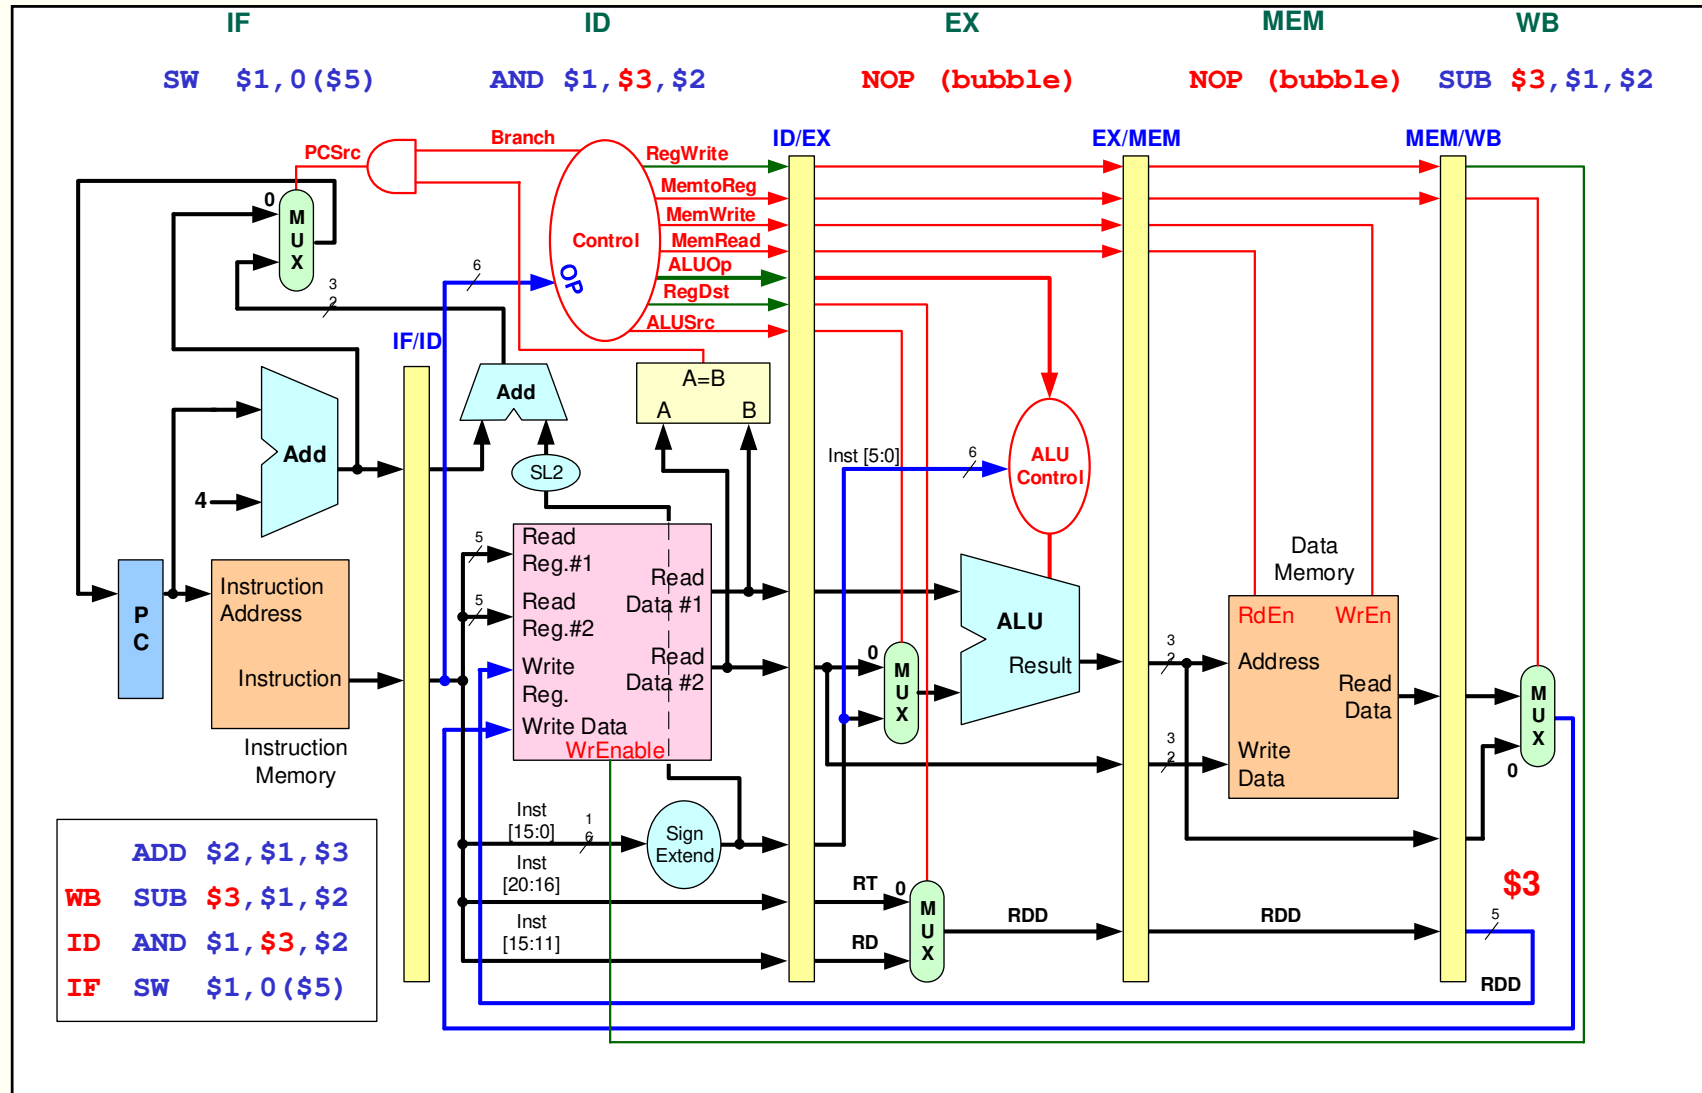 IF ID EX MEM WB
SW $1,0($5) AND $1,$3,$2 NOP (bubble) NOP (bubble) SUB $3,$1,$2
ID/EX EX/MEM MEM/WB
Branch
PCSrc
RegWrite
MemtoReg
MemWrite
MemRead
ALUOp
RegDst
ALUSrc
Control
OP
6
0
M
U
X
3
2
IF/ID
Add
A=B
A B
Add
4
SL2
Inst [5:0]
6
ALU
Control
P
C
Instruction
Address
Instruction
Instruction
Memory
5
Read
Reg.#1
5
Read
Reg.#2
Write
Reg.
Write Data
WrEnable
Read
Data #1
Read
Data #2
0
M
U
X
ALU
Result
Data
Memory
RdEn WrEn
3
2
Address
Read
Data
3
2
Write
Data
M
U
X
0
Inst
[15:0]
1
6
Sign
Extend
Inst
[20:16]
Inst
[15:11]
RT
RD
0
M
U
X
RDD
RDD
$3
5
RDD
ADD $2,$1,$3
WB SUB $3,$1,$2
ID AND $1,$3,$2
IF SW $1,0($5)